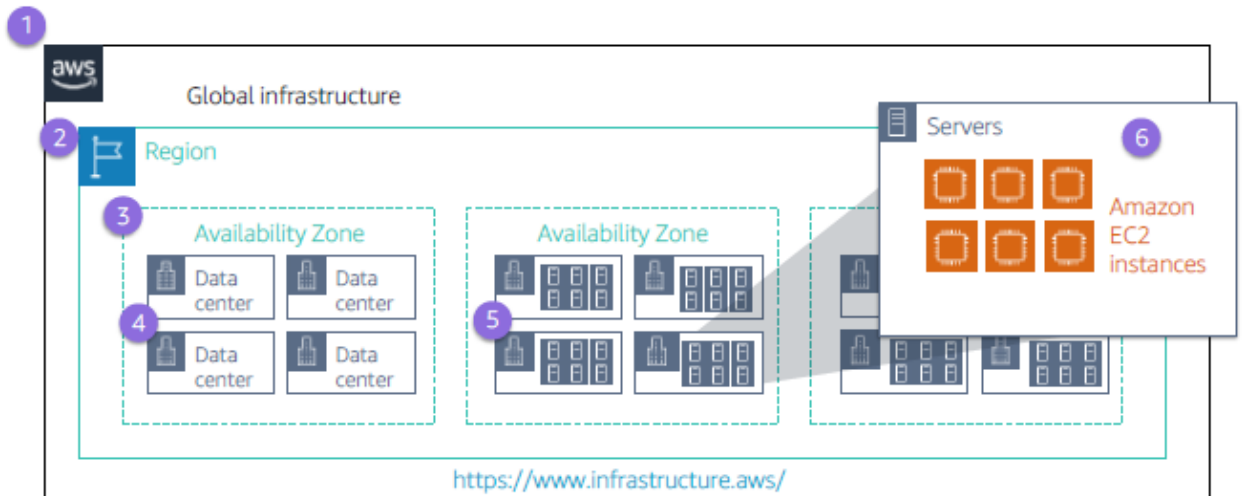 1
aws
Global infrastructure
2
Region
Servers
6
Amazon
EC2
instances
3
Availability Zone
Availability Zone
Data
center
Data
center
4
Data
center
Data
center
5
https://www.infrastructure.aws/